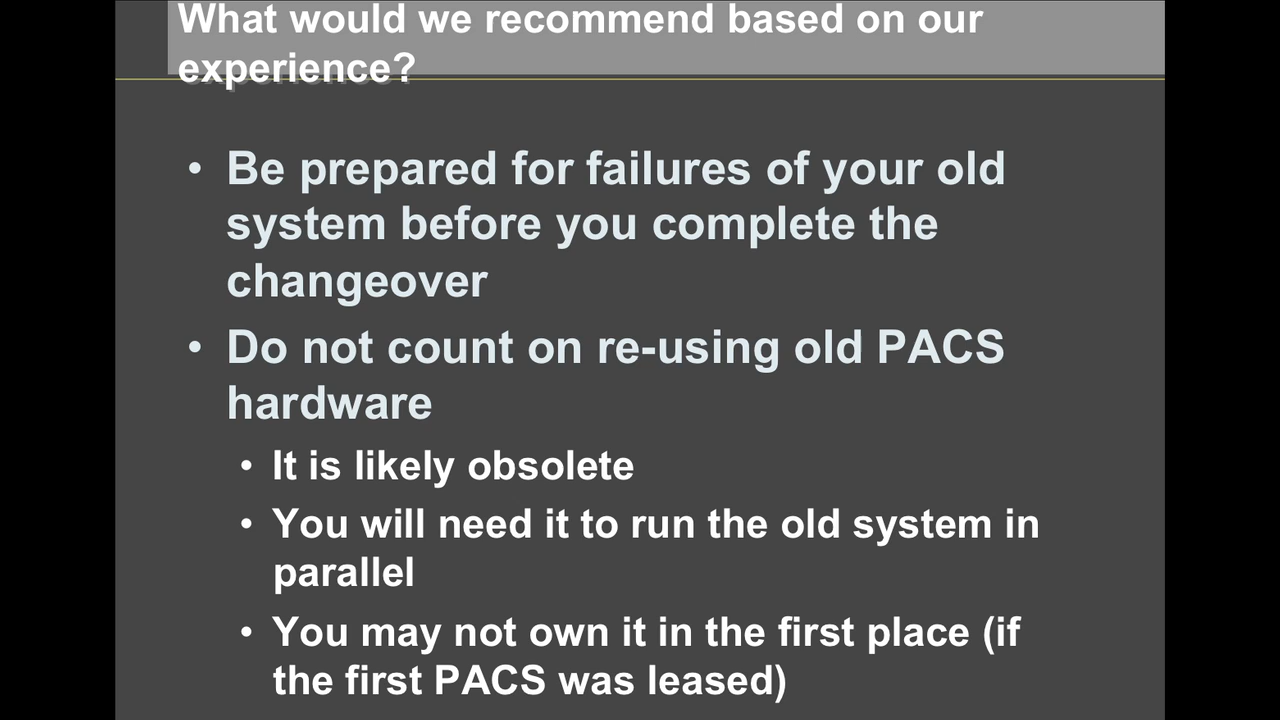 What would we recommend based on our
experience?
• Be prepared for failures of your old
system before you complete the
changeover
• Do not count on re-using old PACS
hardware
• It is likely obsolete
• You will need it to run the old system in
parallel
• You may not own it in the first place (if
the first PACS was leased)